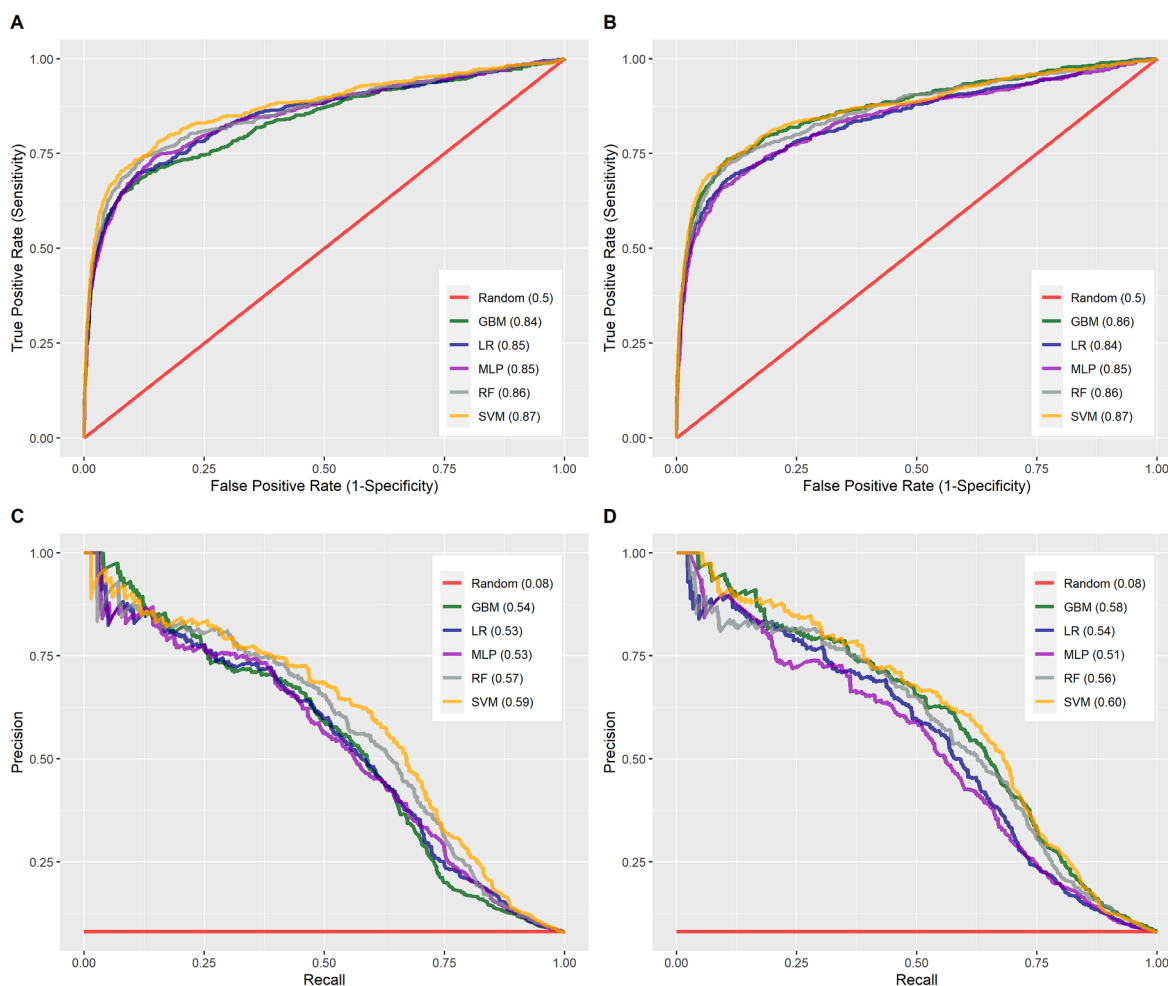 A
1.00
0.75
0.50
0.25
0.00
True Positive Rate (Sensitivity)
Random (0.5)
GBM (0.84)
LR (0.85)
MLP (0.85)
RF (0.86)
SVM (0.87)
0.00 0.25 0.50 0.75 1.00
False Positive Rate (1-Specificity)
B
1.00
0.75
0.50
0.25
0.00
True Positive Rate (Sensitivity)
Random (0.5)
GBM (0.86)
LR (0.84)
MLP (0.85)
RF (0.86)
SVM (0.87)
0.00 0.25 0.50 0.75 1.00
False Positive Rate (1-Specificity)
C
1.00
0.75
0.50
0.25
Precision
Random (0.08)
GBM (0.54)
LR (0.53)
MLP (0.53)
RF (0.57)
SVM (0.59)
0.00 0.25 0.50 0.75 1.00
Recall
D
1.00
0.75
0.50
0.25
Precision
Random (0.08)
GBM (0.58)
LR (0.54)
MLP (0.51)
RF (0.56)
SVM (0.60)
0.00 0.25 0.50 0.75 1.00
Recall